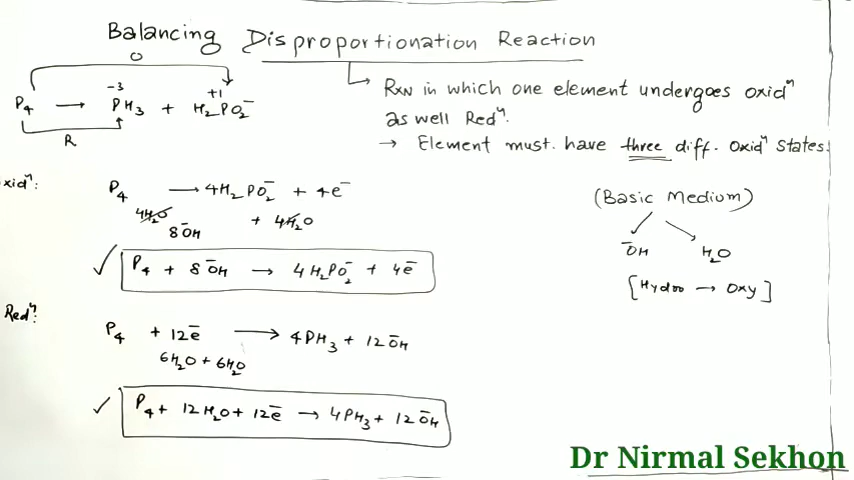 Balancing Disproportionation Reaction
O
-3 +1
P₄ → PH₃ + H₂PO₂⁻
R
→ Rxn in which one element undergoes oxidⁿ
as well Redⁿ.
→ Element must have three diff. Oxidⁿ States.
xidⁿ:
P₄ → 4H₂PO₂⁻ + 4e⁻
4H₂O + 4H₂O
8OH⁻
✓ P₄ + 8OH⁻ → 4H₂PO₂⁻ + 4e⁻
(Basic Medium)
OH⁻ H₂O
[Hydro → Oxy]
Redⁿ:
P₄ + 12e⁻ → 4PH₃ + 12OH⁻
6H₂O + 6H₂O
✓ P₄ + 12H₂O + 12e⁻ → 4PH₃ + 12OH⁻
Dr Nirmal Sekhon